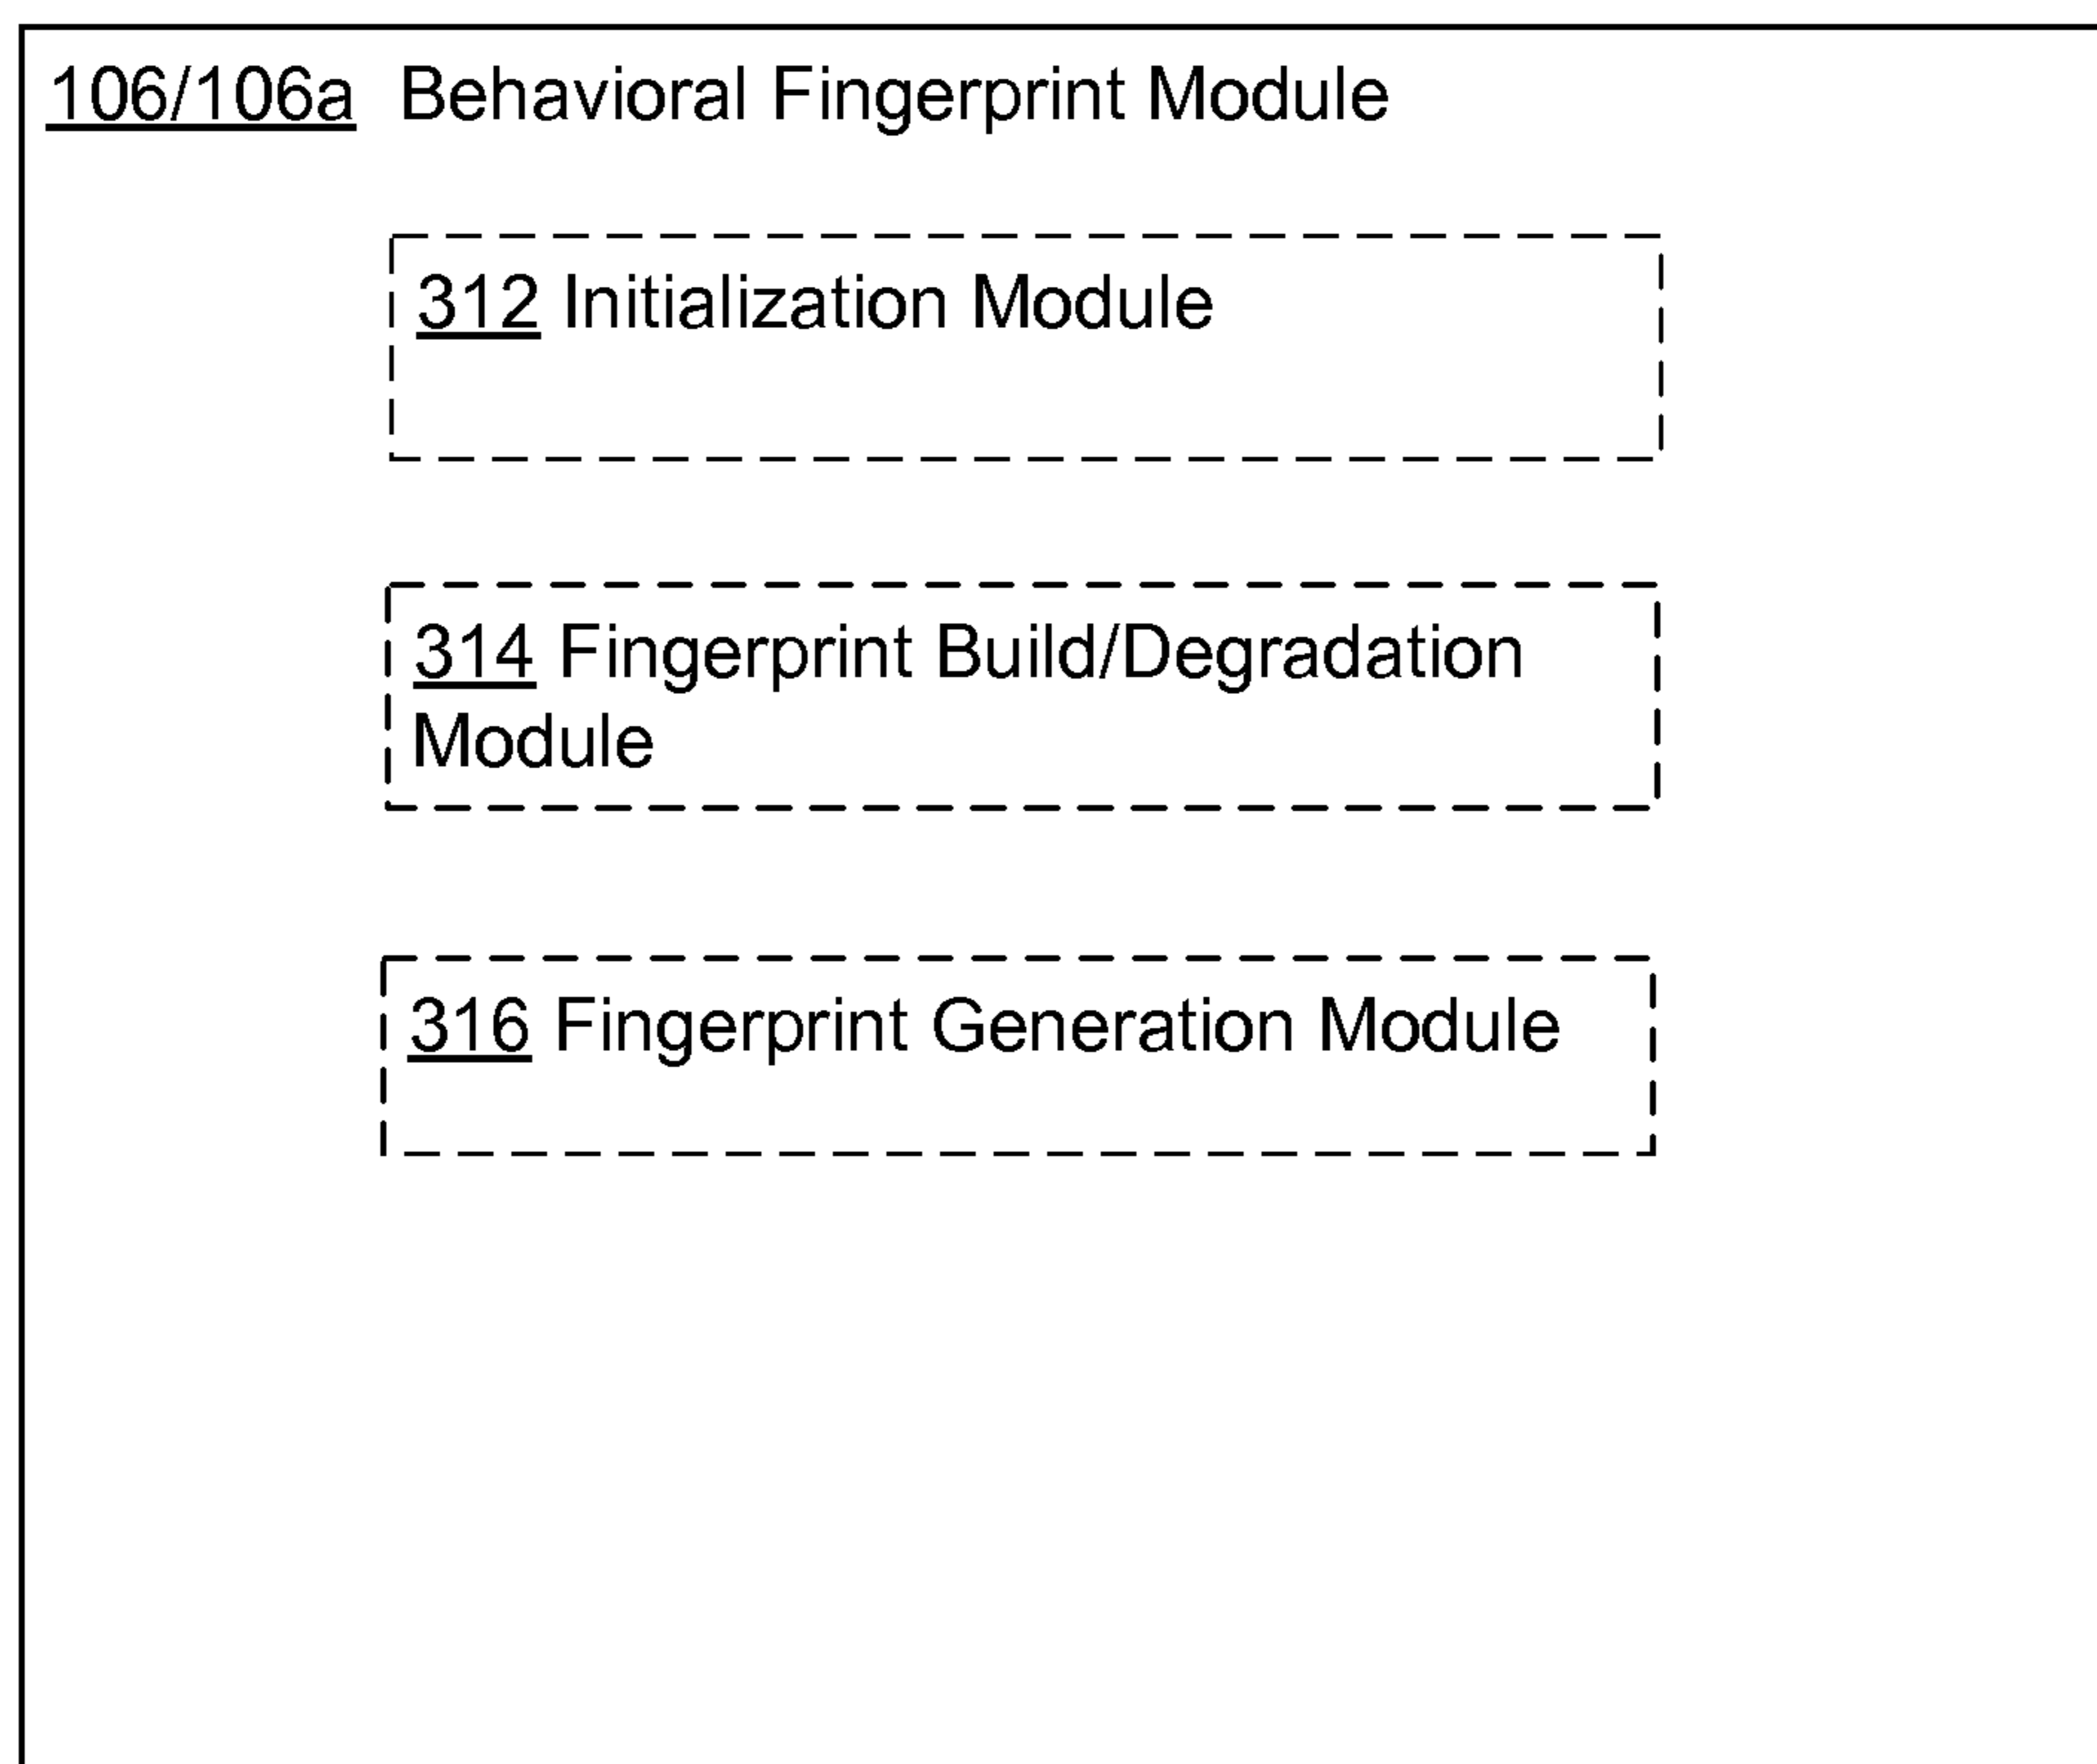 106/106a Behavioral Fingerprint Module
312 Initialization Module
314 Fingerprint Build/Degradation
Module
316 Fingerprint Generation Module